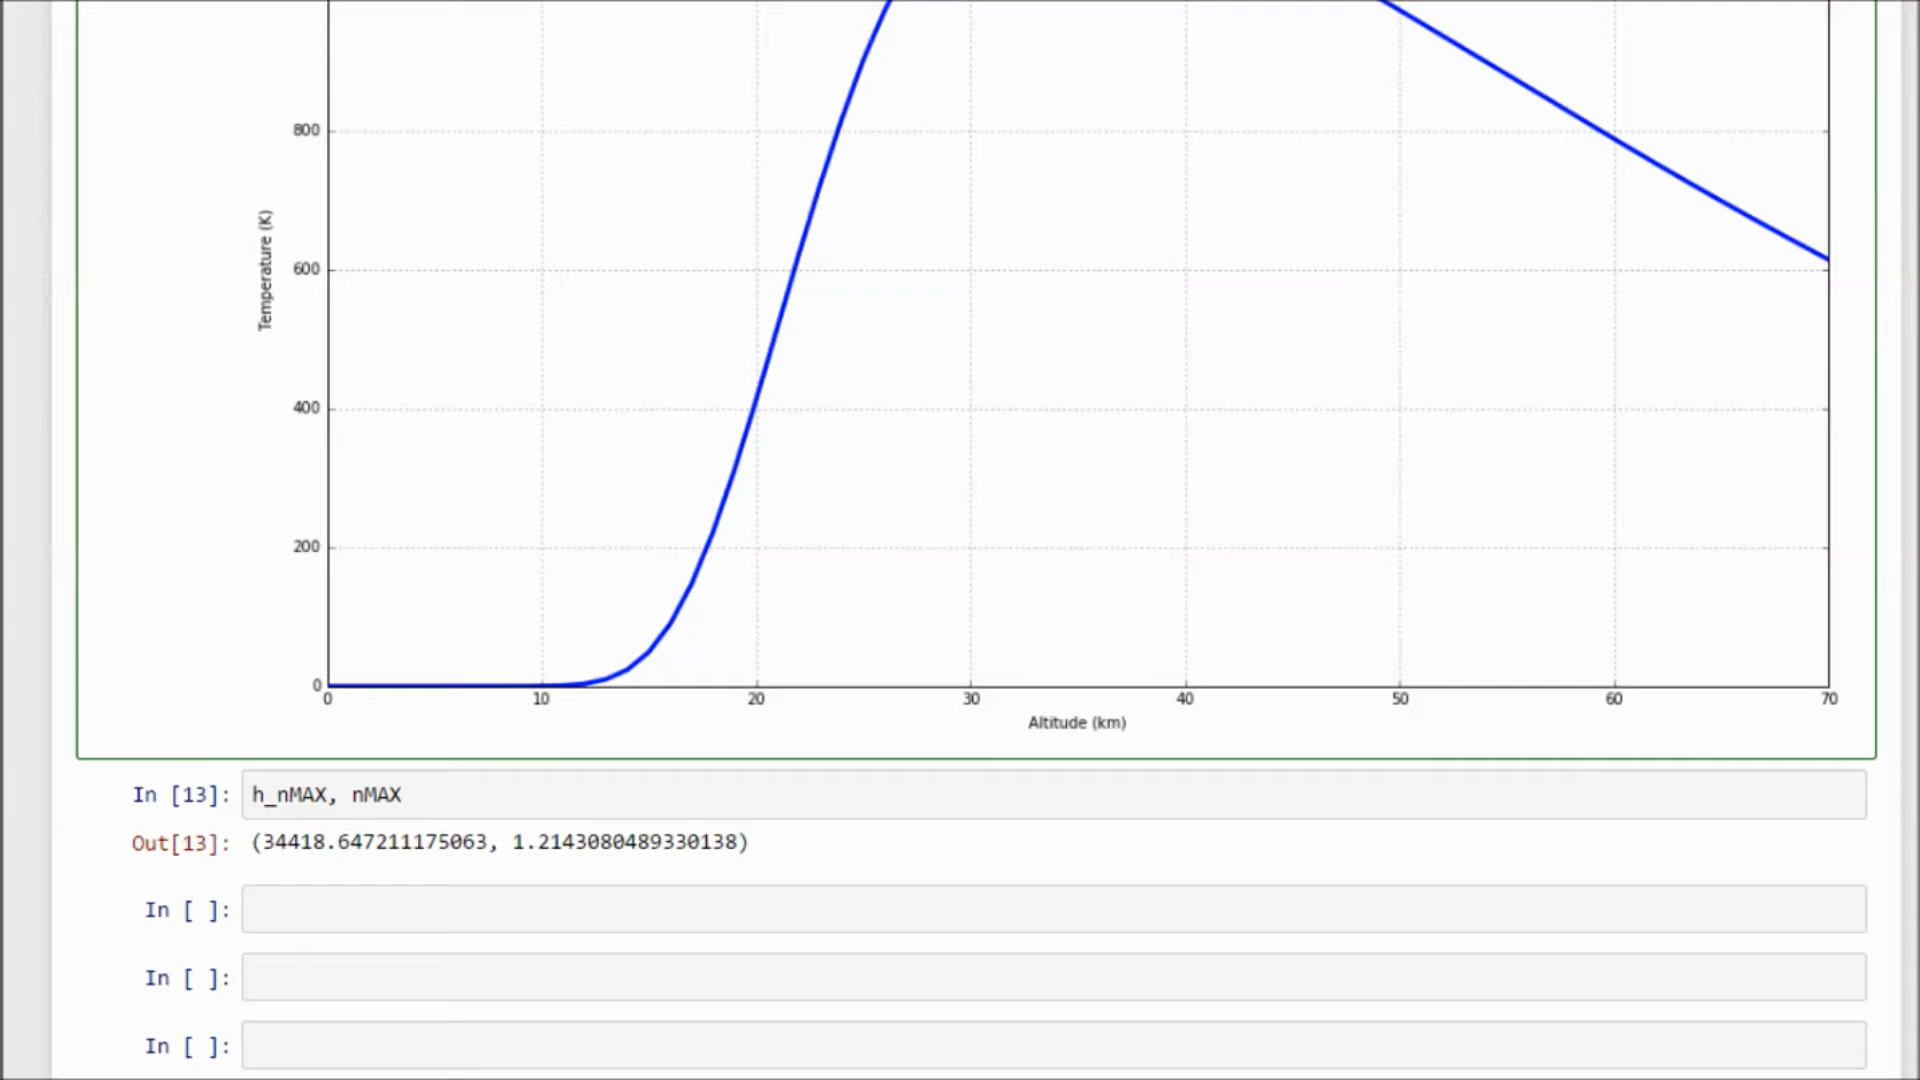 800
600
400
200
0
Temperature (K)
0 10 20 30 40 50 60 70
Altitude (km)
In [13]: h_nMAX, nMAX
Out[13]: (34418.647211175063, 1.2143080489330138)
In [ ]:
In [ ]:
In [ ]: